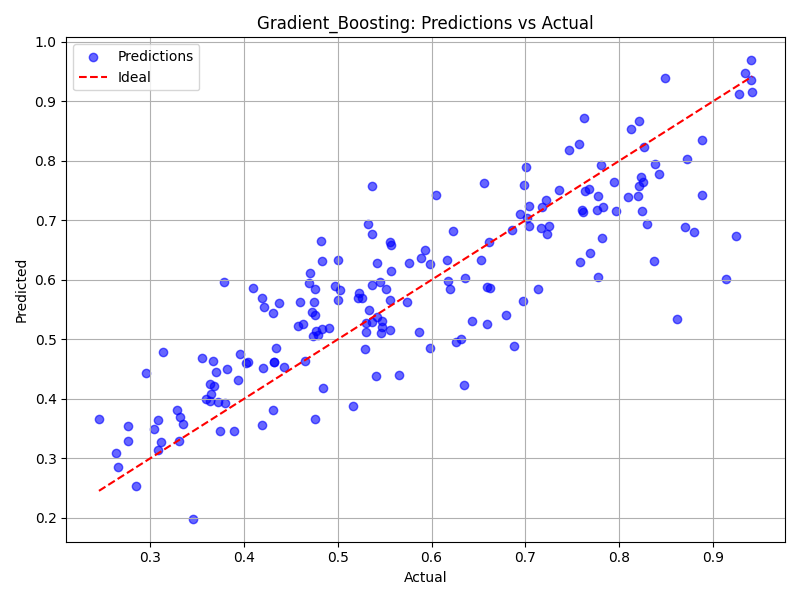 Gradient_Boosting: Predictions vs Actual
Predictions
Ideal
1.0
0.9
0.8
0.7
0.6
0.5
0.4
0.3
0.2
Predicted
0.3 0.4 0.5 0.6 0.7 0.8 0.9
Actual